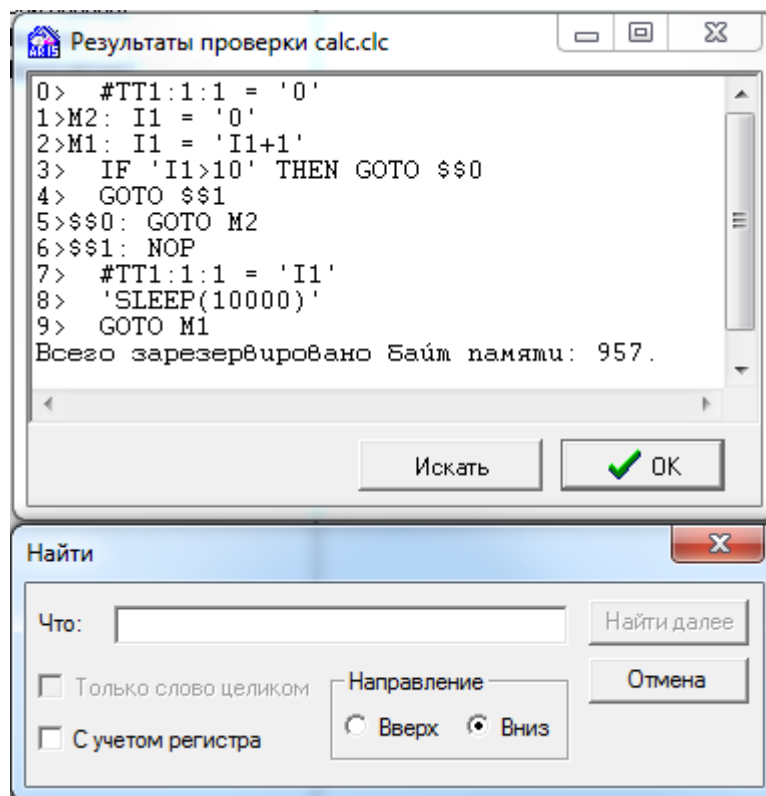 Результаты проверки calc.clc
0>  #TT1:1:1 = '0'
1>M2: I1 = '0'
2>M1: I1 = 'I1+1'
3>  IF 'I1>10' THEN GOTO $$0
4>  GOTO $$1
5>$$0: GOTO M2
6>$$1: NOP
7>  #TT1:1:1 = 'I1'
8>  'SLEEP(10000)'
9>  GOTO M1
Всего зарезервировано байт памяти: 957.
Искать
OK
Найти
Что:
Найти далее
Только слово целиком
Направление
Отмена
С учетом регистра
Вверх
Вниз